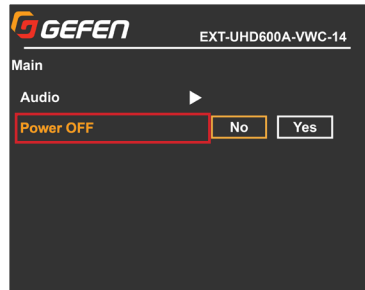 GEFEN
EXT-UHD600A-VWC-14
Main
Audio
Power OFF No Yes